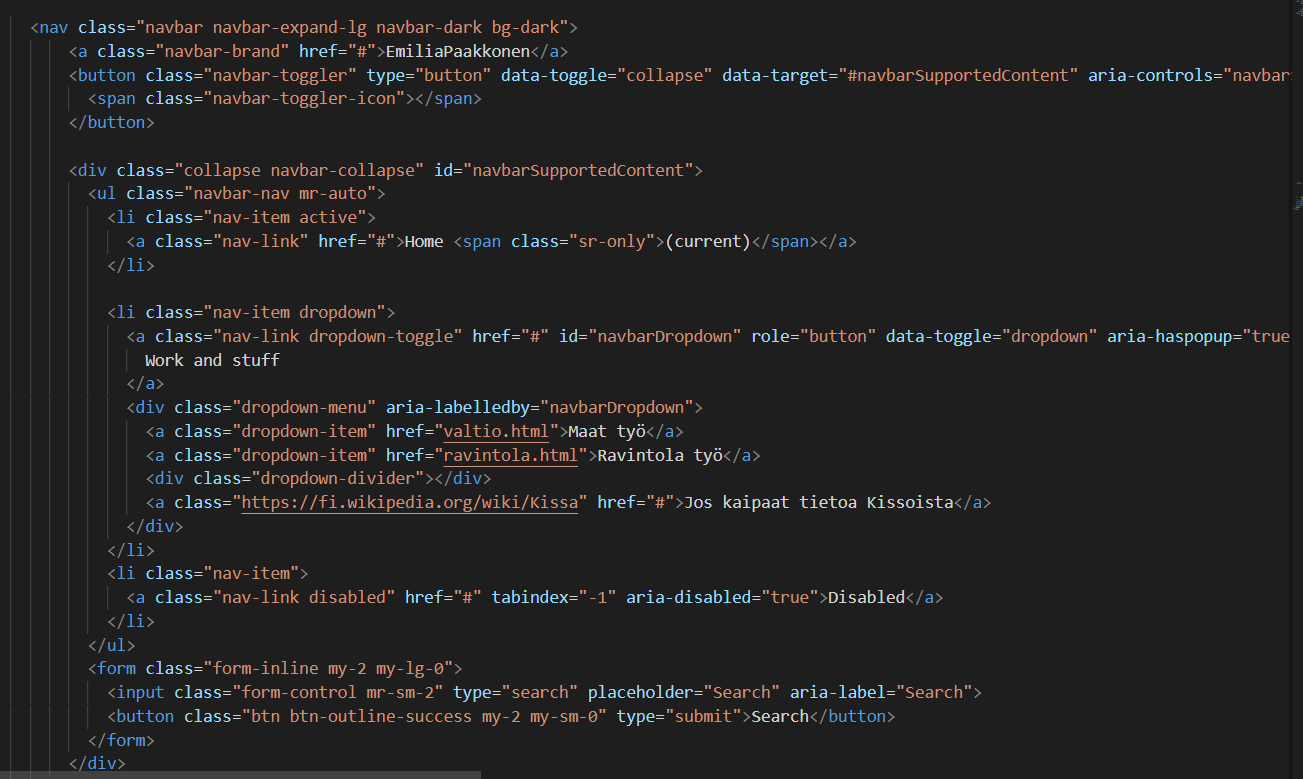 <nav class="navbar navbar-expand-lg navbar-dark bg-dark">
<a class="navbar-brand" href="#">EmiliaPaakkonen</a>
<button class="navbar-toggler" type="button" data-toggle="collapse" data-target="#navbarSupportedContent" aria-controls="navbar
<span class="navbar-toggler-icon"></span>
</button>
<div class="collapse navbar-collapse" id="navbarSupportedContent">
<ul class="navbar-nav mr-auto">
<li class="nav-item active">
<a class="nav-link" href="#">Home <span class="sr-only">(current)</span></a>
</li>
<li class="nav-item dropdown">
<a class="nav-link dropdown-toggle" href="#" id="navbarDropdown" role="button" data-toggle="dropdown" aria-haspopup="true
Work and stuff
</a>
<div class="dropdown-menu" aria-labelledby="navbarDropdown">
<a class="dropdown-item" href="valtio.html">Maat työ</a>
<a class="dropdown-item" href="ravintola.html">Ravintola työ</a>
<div class="dropdown-divider"></div>
<a class="https://fi.wikipedia.org/wiki/Kissa" href="#">Jos kaipaat tietoa Kissoista</a>
</div>
</li>
<li class="nav-item">
<a class="nav-link disabled" href="#" tabindex="-1" aria-disabled="true">Disabled</a>
</li>
</ul>
<form class="form-inline my-2 my-lg-0">
<input class="form-control mr-sm-2" type="search" placeholder="Search" aria-label="Search">
<button class="btn btn-outline-success my-2 my-sm-0" type="submit">Search</button>
</form>
</div>